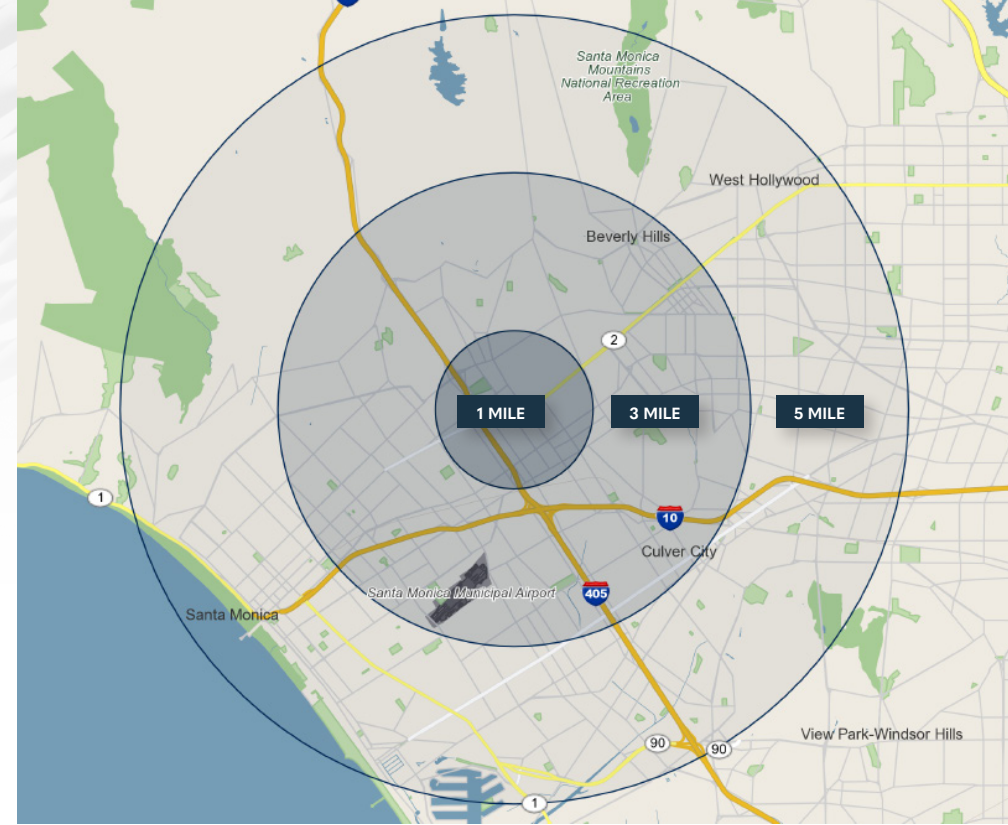 Santa Monica
Mountains
National Recreation
Area
West Hollywood
Beverly Hills
2
1 MILE
3 MILE
5 MILE
1
10
Culver City
Santa Monica Municipal Airport
405
Santa Monica
View Park-Windsor Hills
90
90
1